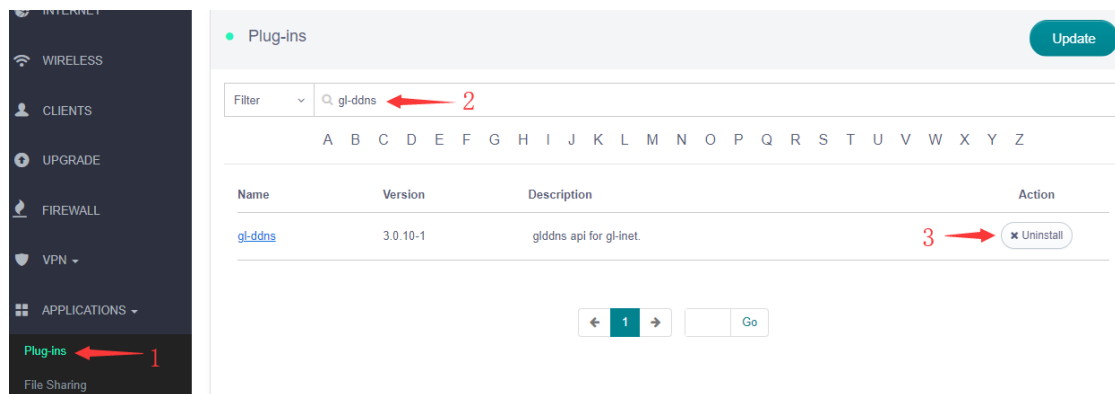 INTERNET
WIRELESS
CLIENTS
UPGRADE
FIREWALL
VPN
APPLICATIONS
Plug-ins
1
File Sharing
Plug-ins
Update
Filter
gl-ddns
2
A B C D E F G H I J K L M N O P Q R S T U V W X Y Z
Name Version Description Action
gl-ddns 3.0.10-1 glddns api for gl-inet. 3 Uninstall
1 Go